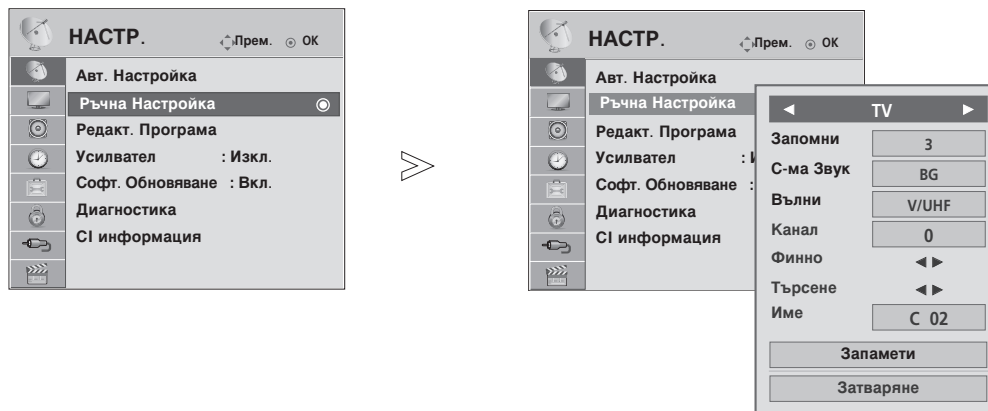 НАСТР. Прем. ОК
Авт. Настройка
Ръчна Настройка
Редакт. Програма
Усилвател : Изкл.
Софт. Обновяване : Вкл.
Диагностика
CI информация
НАСТР. Прем. ОК
Авт. Настройка
Ръчна Настройка
Редакт. Програма
Усилвател : И
Софт. Обновяване :
Диагностика
CI информация
◄ TV ►
Запомни 3
С-ма Звук BG
Вълни V/UHF
Канал 0
Финно ◄ ►
Търсене ◄ ►
Име C 02
Запамети
Затваряне